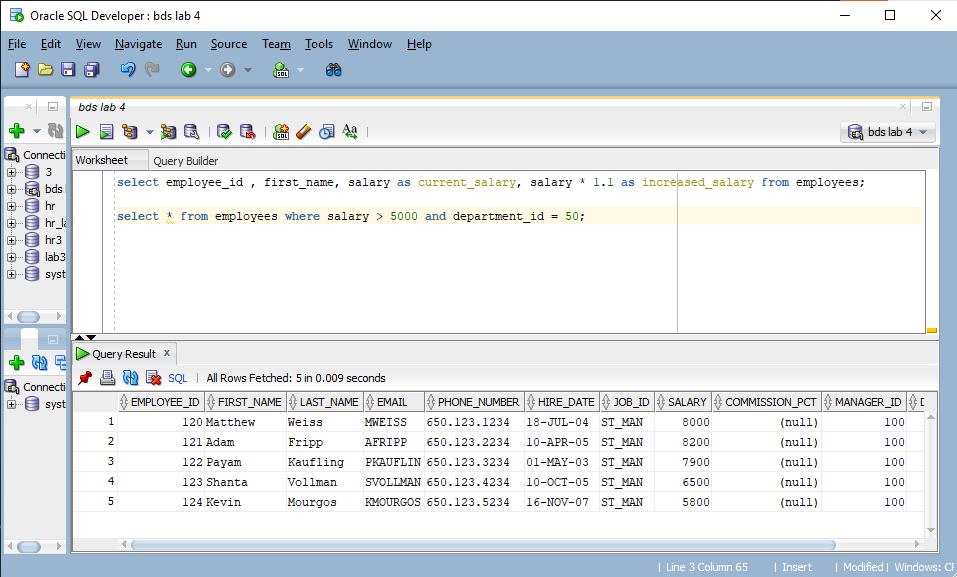 Oracle SQL Developer : bds lab 4
File Edit View Navigate Run Source Team Tools Window Help
bds lab 4
bds lab 4
Worksheet Query Builder
Connecti
3
bds
hr
hr_la
hr3
lab3
syst
select employee_id , first_name, salary as current_salary, salary * 1.1 as increased_salary from employees;
select * from employees where salary > 5000 and department_id = 50;
Query Result x
SQL | All Rows Fetched: 5 in 0.009 seconds
Connecti
syst
EMPLOYEE_ID FIRST_NAME LAST_NAME EMAIL PHONE_NUMBER HIRE_DATE JOB_ID SALARY COMMISSION_PCT MANAGER_ID D
1 120 Matthew Weiss MWEISS 650.123.1234 18-JUL-04 ST_MAN 8000 (null) 100
2 121 Adam Fripp AFRIPP 650.123.2234 10-APR-05 ST_MAN 8200 (null) 100
3 122 Payam Kaufling PKAUFLIN 650.123.3234 01-MAY-03 ST_MAN 7900 (null) 100
4 123 Shanta Vollman SVOLLMAN 650.123.4234 10-OCT-05 ST_MAN 6500 (null) 100
5 124 Kevin Mourgos KMOURGOS 650.123.5234 16-NOV-07 ST_MAN 5800 (null) 100
| Line 3 Column 65 | Insert | Modified | Windows: CF